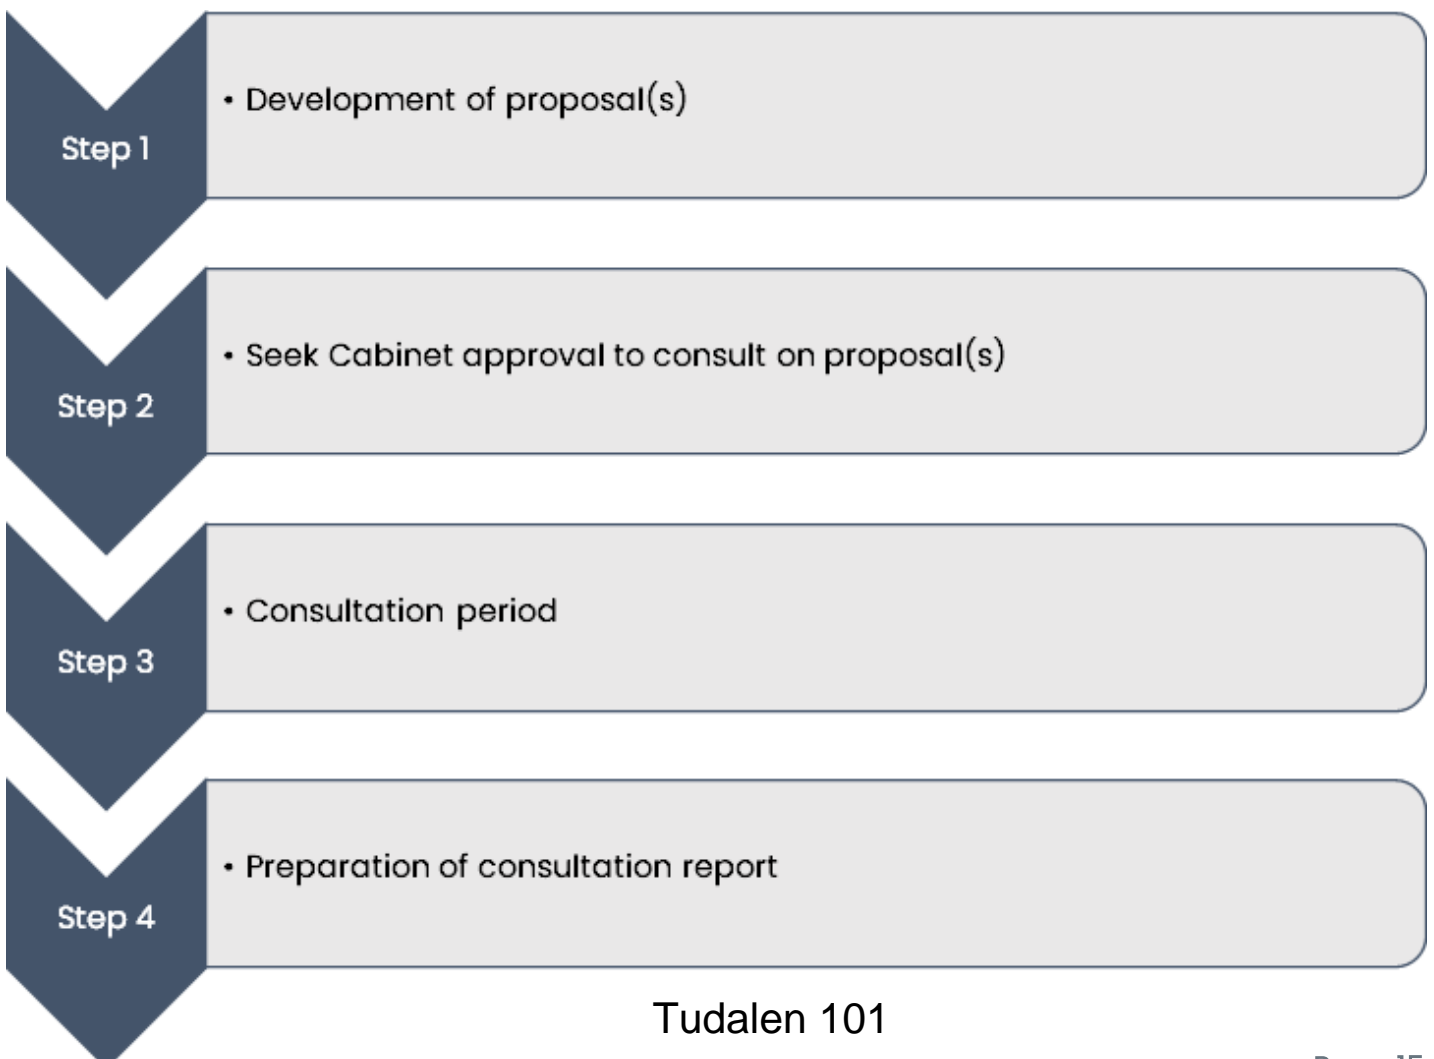 • Development of proposal(s)
Step 1
• Seek Cabinet approval to consult on proposal(s)
Step 2
• Consultation period
Step 3
• Preparation of consultation report
Step 4
Tudalen 101